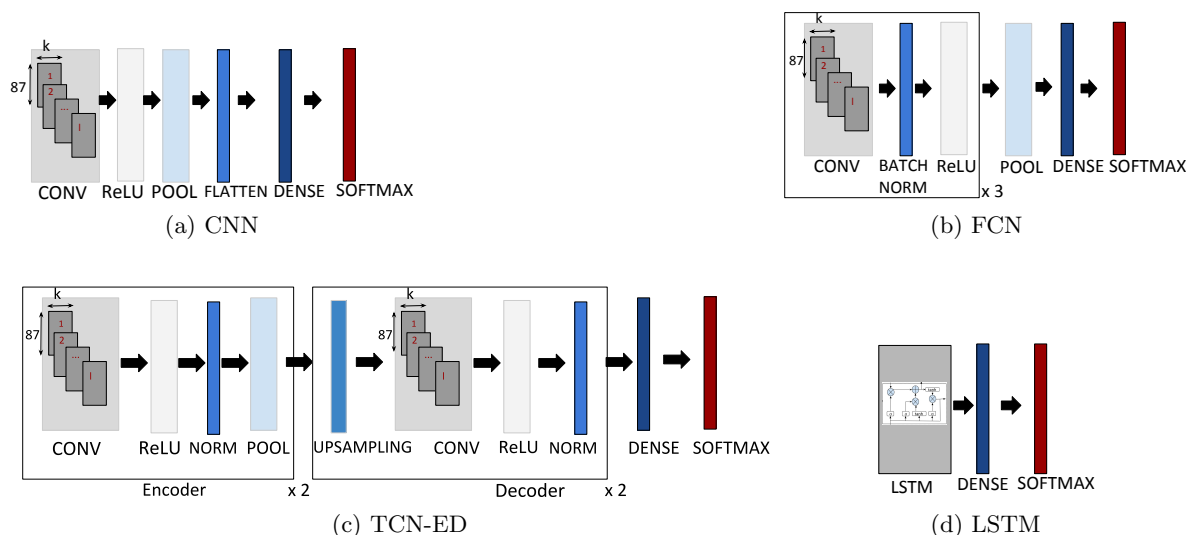 k
87
1
2
...
l
CONV
ReLU
POOL
FLATTEN
DENSE
SOFTMAX
(a) CNN
k
87
1
2
...
l
CONV
BATCH
NORM
ReLU
x 3
POOL
DENSE
SOFTMAX
(b) FCN
k
87
1
2
...
l
CONV
ReLU
NORM
POOL
Encoder
x 2
UPSAMPLING
k
87
1
2
...
l
CONV
ReLU
NORM
Decoder
x 2
DENSE
SOFTMAX
(c) TCN-ED
LSTM
DENSE
SOFTMAX
(d) LSTM